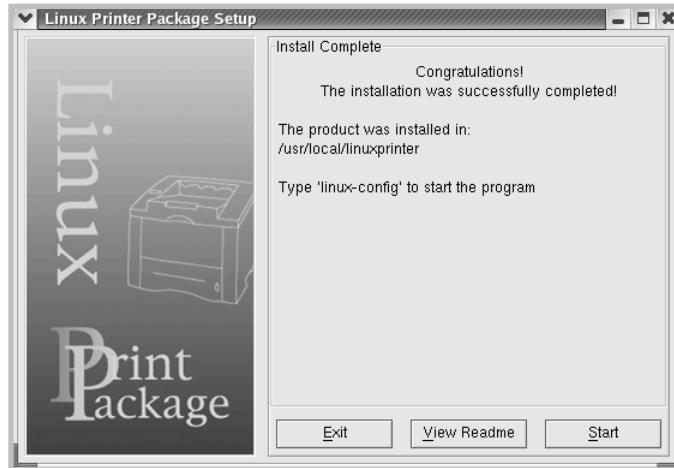 Linux Printer Package Setup
Linux
Print
Package
Install Complete
Congratulations!
The installation was successfully completed!
The product was installed in:
/usr/local/linuxprinter
Type 'linux-config' to start the program
Exit
View Readme
Start